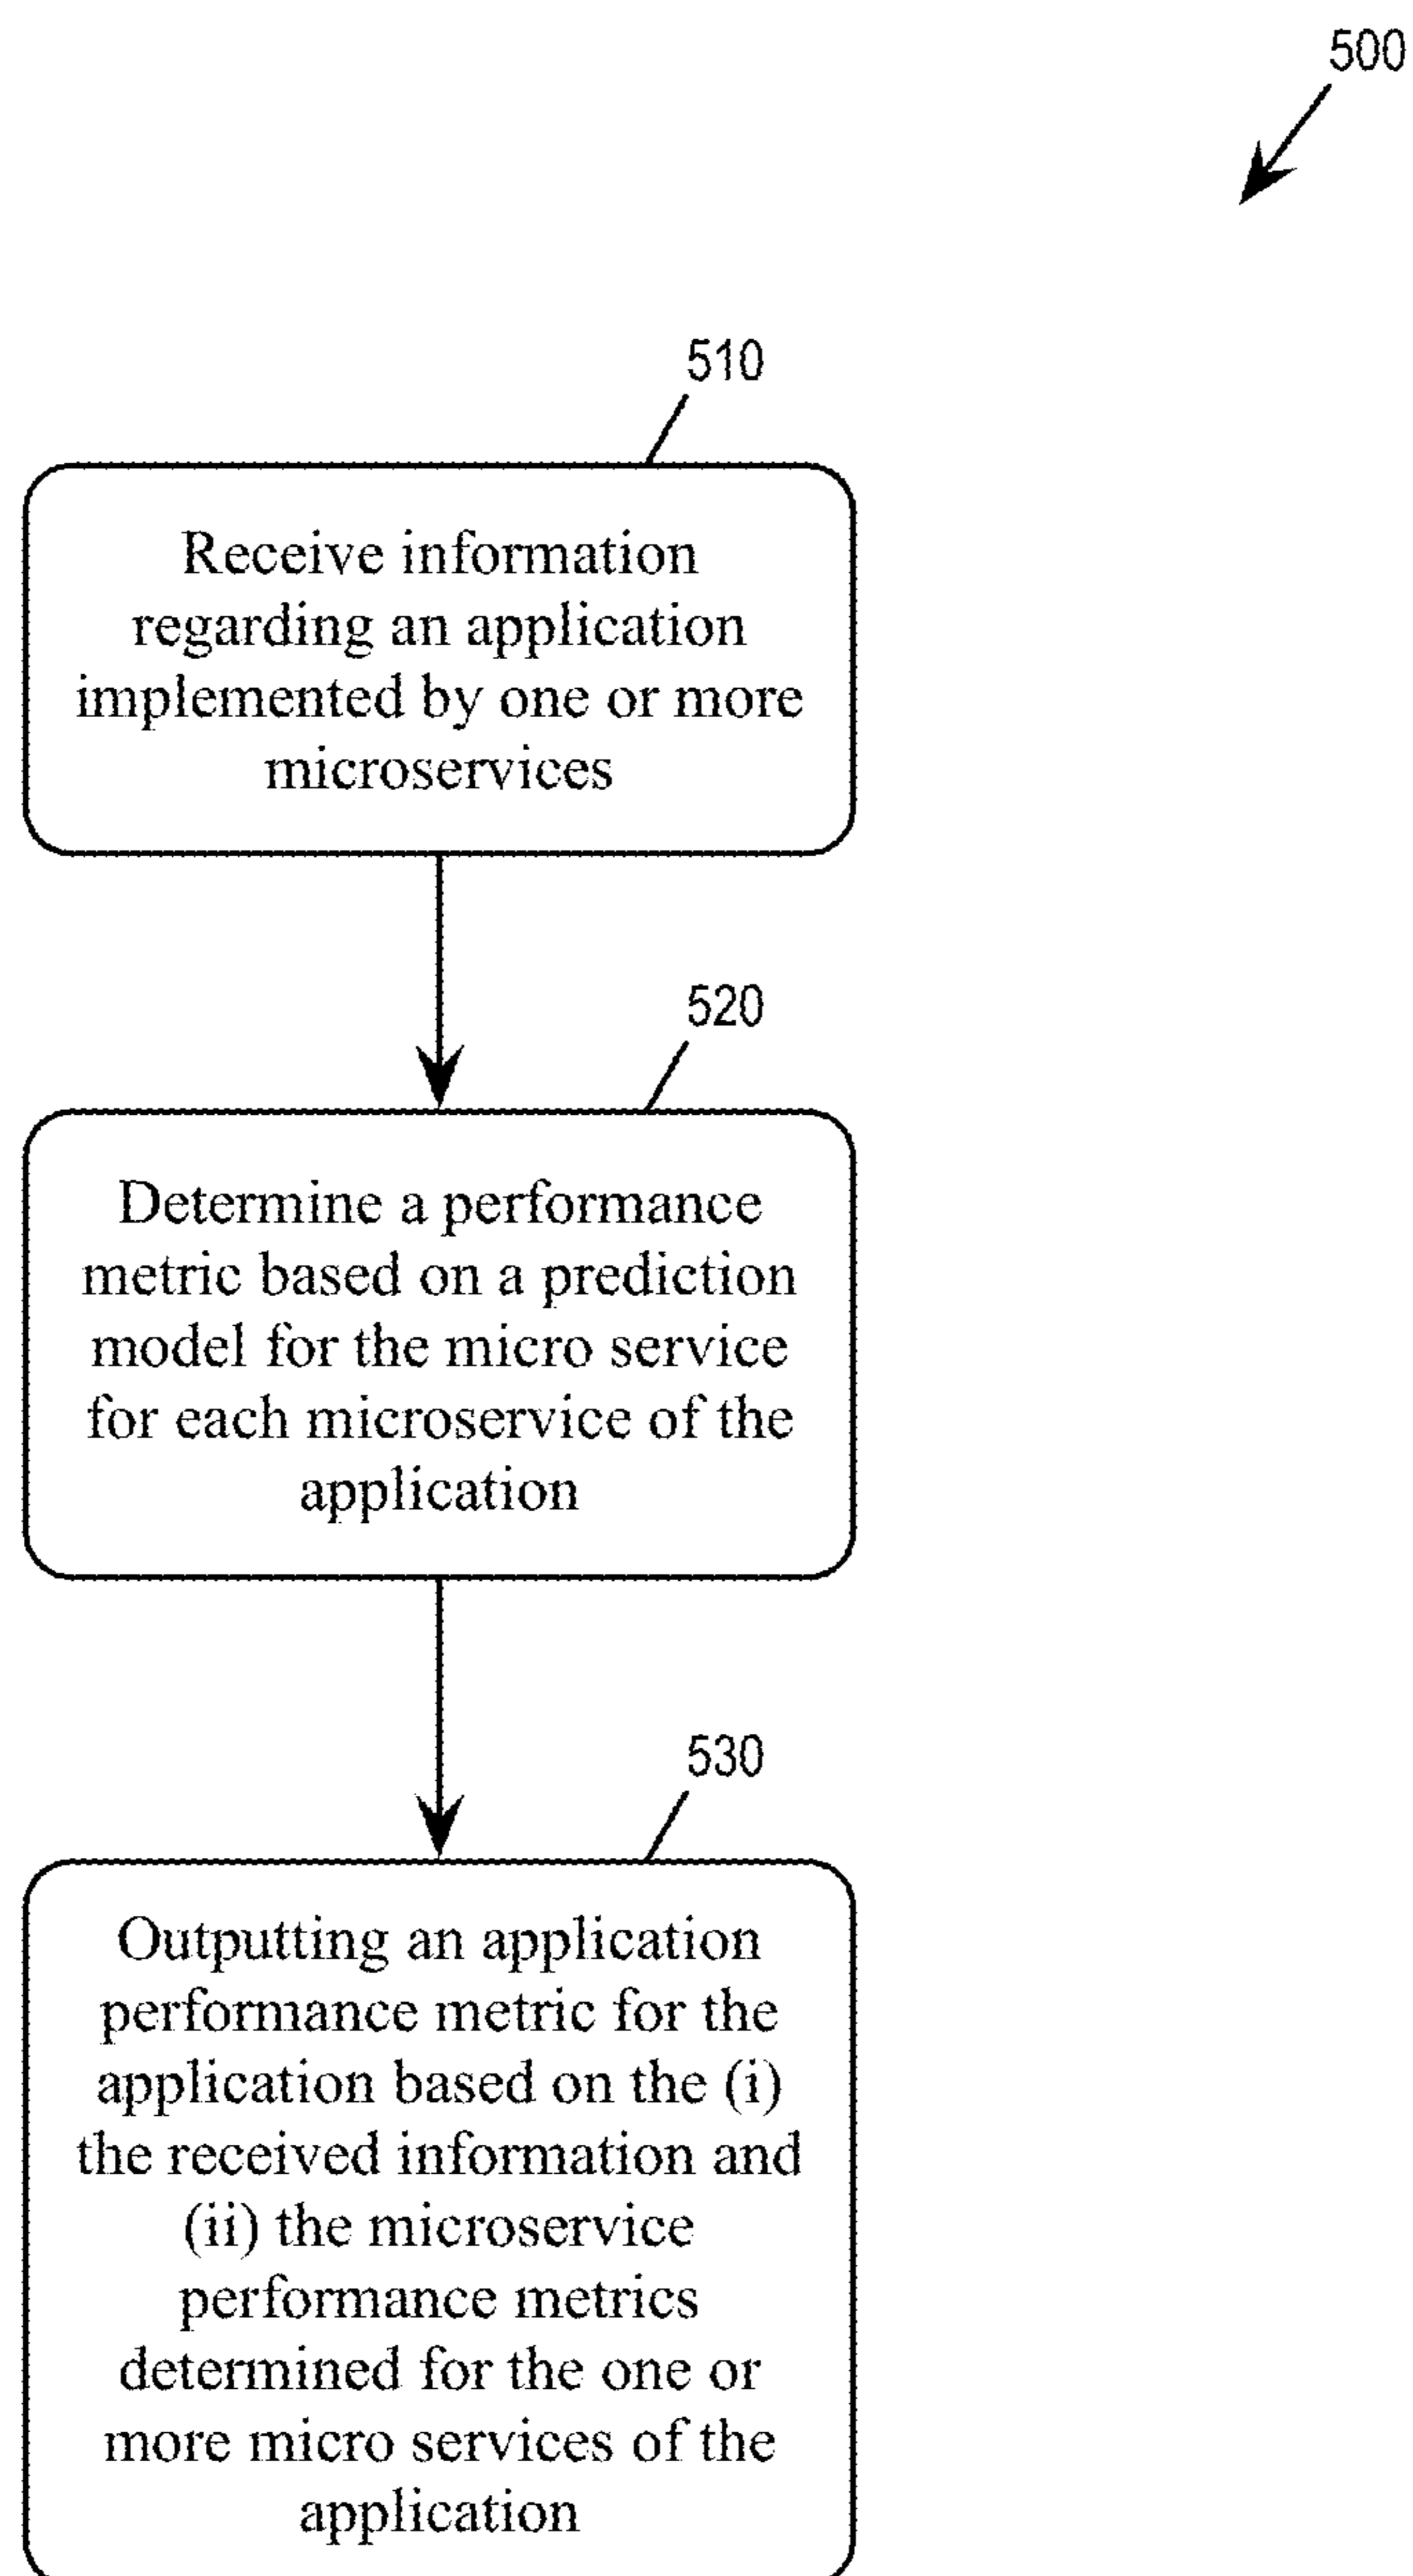 500
510
Receive information
regarding an application
implemented by one or more
microservices
520
Determine a performance
metric based on a prediction
model for the micro service
for each microservice of the
application
530
Outputting an application
performance metric for the
application based on the (i)
the received information and
(ii) the microservice
performance metrics
determined for the one or
more micro services of the
application